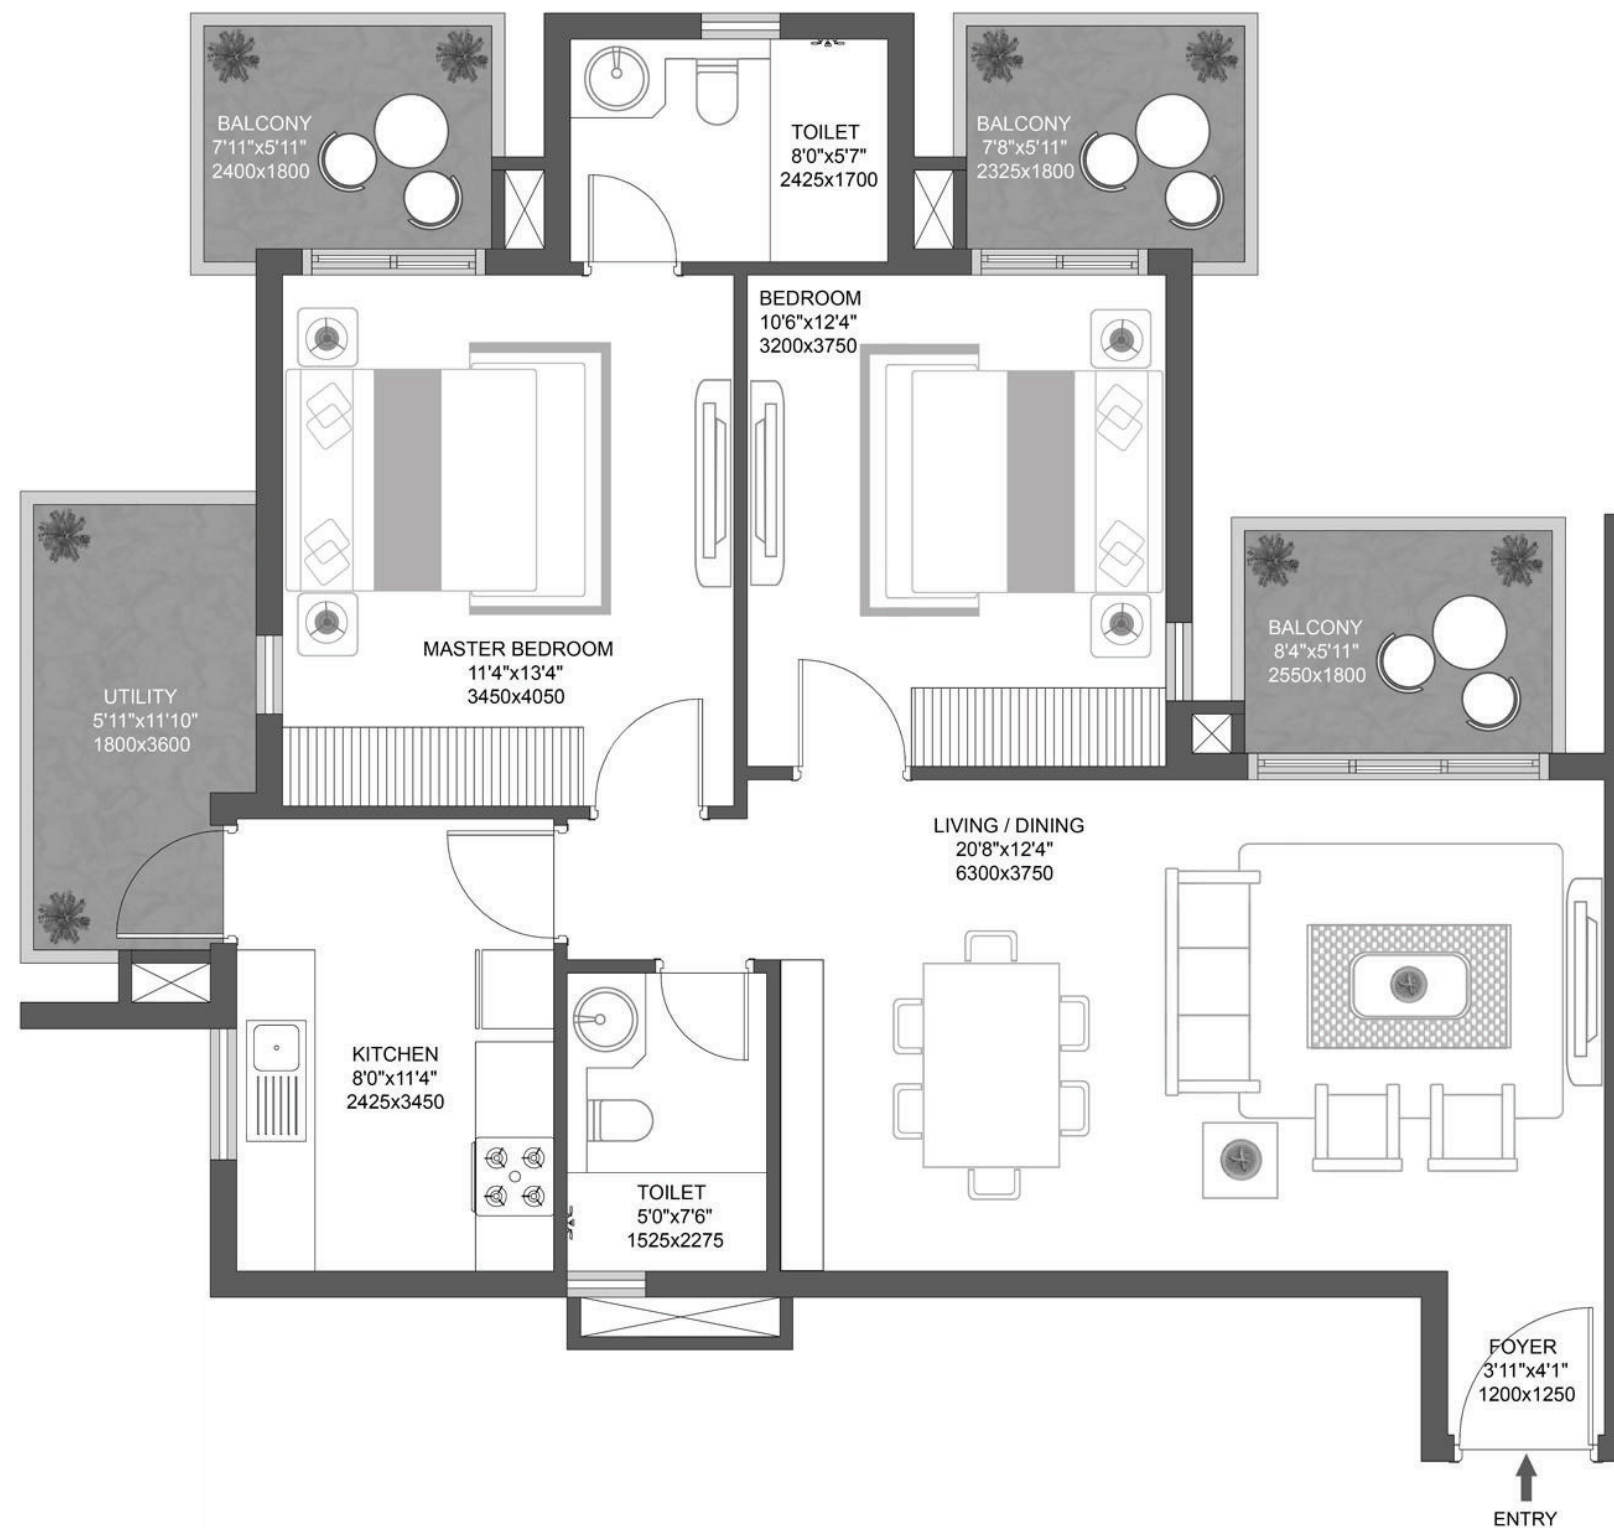 BALCONY
7'11"x5'11"
2400x1800
TOILET
8'0"x5'7"
2425x1700
BALCONY
7'8"x5'11"
2325x1800
BEDROOM
10'6"x12'4"
3200x3750
MASTER BEDROOM
11'4"x13'4"
3450x4050
BALCONY
8'4"x5'11"
2550x1800
UTILITY
5'11"x11'10"
1800x3600
LIVING / DINING
20'8"x12'4"
6300x3750
KITCHEN
8'0"x11'4"
2425x3450
TOILET
5'0"x7'6"
1525x2275
FOYER
3'11"x4'1"
1200x1250
ENTRY